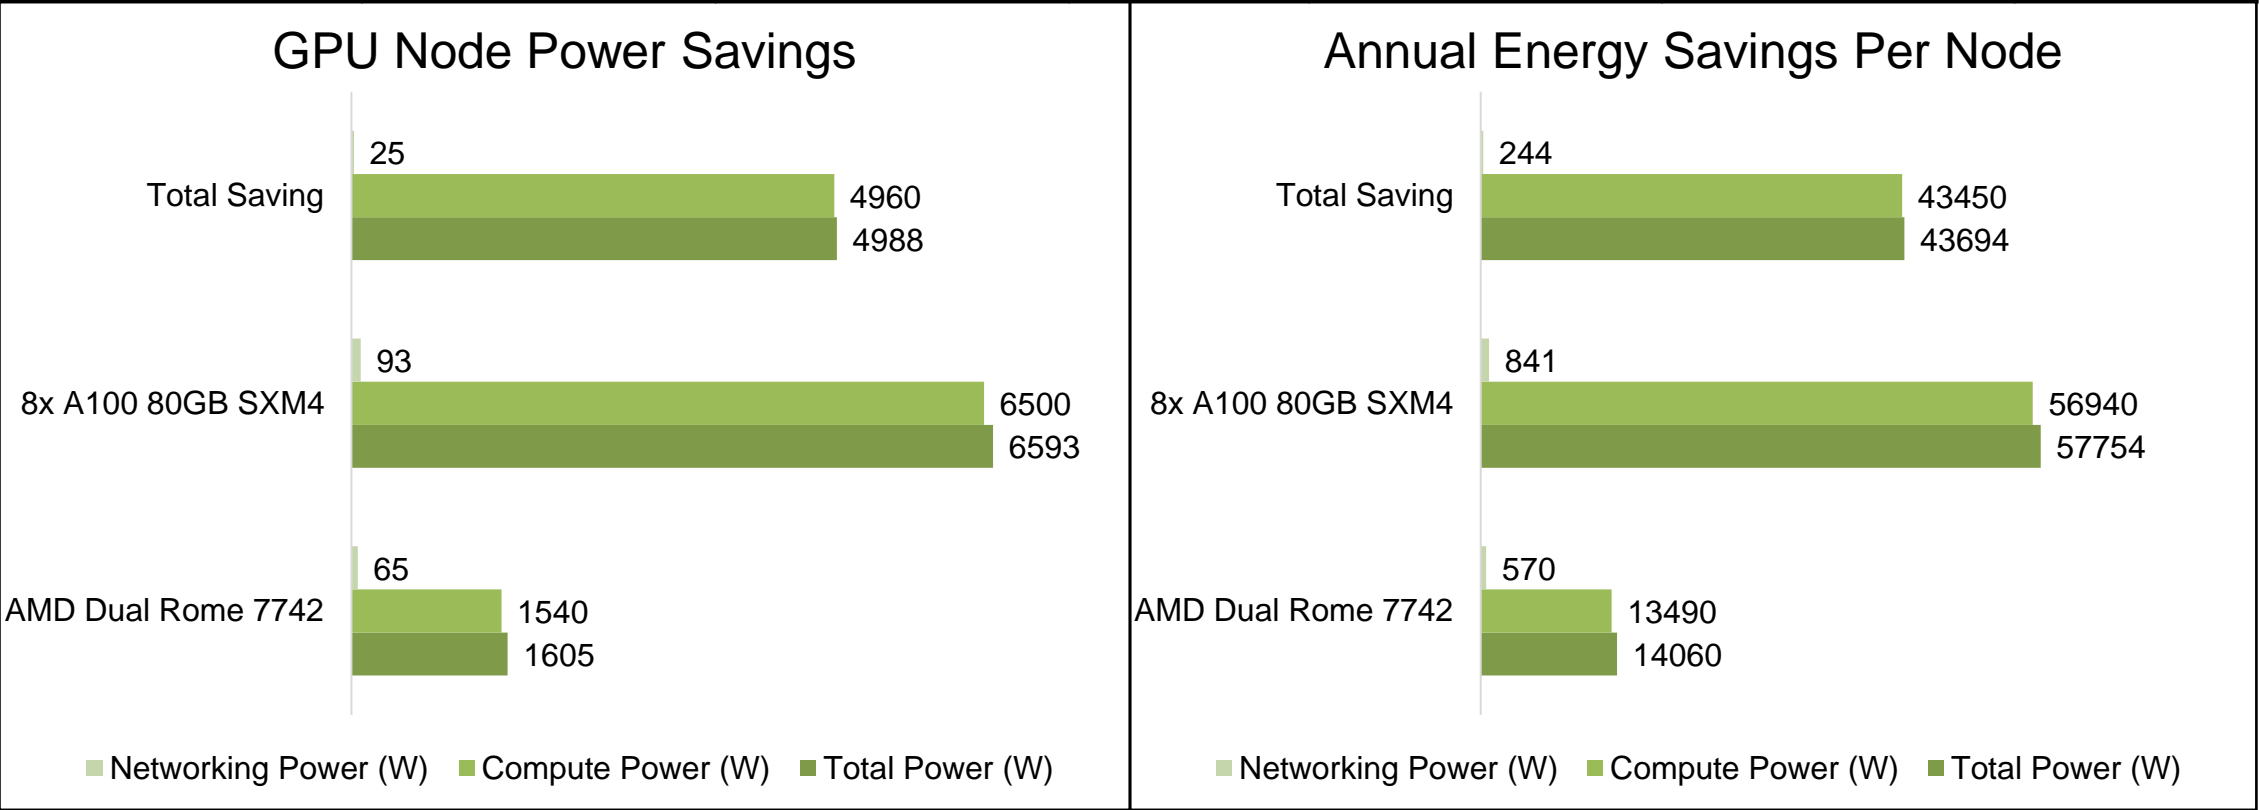 GPU Node Power Savings
25
Total Saving
4960
4988
93
8x A100 80GB SXM4
6500
6593
65
AMD Dual Rome 7742
1540
1605
Networking Power (W) Compute Power (W) Total Power (W)
Annual Energy Savings Per Node
244
Total Saving
43450
43694
841
8x A100 80GB SXM4
56940
57754
570
AMD Dual Rome 7742
13490
14060
Networking Power (W) Compute Power (W) Total Power (W)